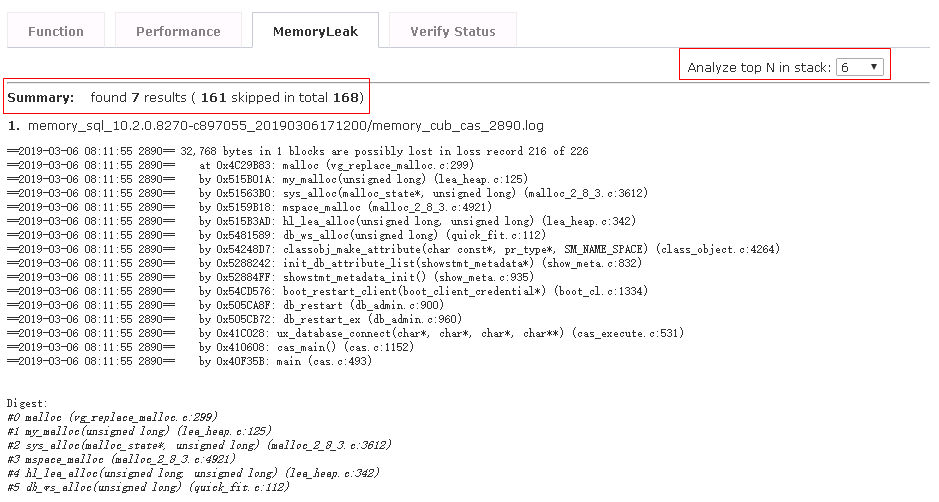 Function Performance MemoryLeak Verify Status
Analyze top N in stack: 6
Summary: found 7 results ( 161 skipped in total 168)
1. memory_sql_10.2.0.8270-c897055_20190306171200/memory_cub_cas_2890.log
==2019-03-06 08:11:55 2890== 32,768 bytes in 1 blocks are possibly lost in loss record 216 of 226
==2019-03-06 08:11:55 2890== at 0x4C29B83: malloc (vg_replace_malloc.c:299)
==2019-03-06 08:11:55 2890== by 0x515B01A: my_malloc(unsigned long) (lea_heap.c:125)
==2019-03-06 08:11:55 2890== by 0x51563B0: sys_alloc(malloc_state*, unsigned long) (malloc_2_8_3.c:3612)
==2019-03-06 08:11:55 2890== by 0x5159B18: mspace_malloc (malloc_2_8_3.c:4921)
==2019-03-06 08:11:55 2890== by 0x515B3AD: hl_lea_alloc(unsigned long, unsigned long) (lea_heap.c:342)
==2019-03-06 08:11:55 2890== by 0x5481589: db_ws_alloc(unsigned long) (quick_fit.c:112)
==2019-03-06 08:11:55 2890== by 0x54248D7: classobj_make_attribute(char const*, pr_type*, SM_NAME_SPACE) (class_object.c:4264)
==2019-03-06 08:11:55 2890== by 0x5288242: init_db_attribute_list(showstmt_metadata*) (show_meta.c:832)
==2019-03-06 08:11:55 2890== by 0x52884FF: showstmt_metadata_init() (show_meta.c:935)
==2019-03-06 08:11:55 2890== by 0x54CD576: boot_restart_client(boot_client_credential*) (boot_cl.c:1334)
==2019-03-06 08:11:55 2890== by 0x505CA8F: db_restart (db_admin.c:900)
==2019-03-06 08:11:55 2890== by 0x505CB72: db_restart_ex (db_admin.c:960)
==2019-03-06 08:11:55 2890== by 0x41C028: ux_database_connect(char*, char*, char*, char**) (cas_execute.c:531)
==2019-03-06 08:11:55 2890== by 0x410608: cas_main() (cas.c:1152)
==2019-03-06 08:11:55 2890== by 0x40F35B: main (cas.c:493)
Digest:
#0 malloc (vg_replace_malloc.c:299)
#1 my_malloc(unsigned long) (lea_heap.c:125)
#2 sys_alloc(malloc_state*, unsigned long) (malloc_2_8_3.c:3612)
#3 mspace_malloc (malloc_2_8_3.c:4921)
#4 hl_lea_alloc(unsigned long, unsigned long) (lea_heap.c:342)
#5 db_ws_alloc(unsigned long) (quick_fit.c:112)